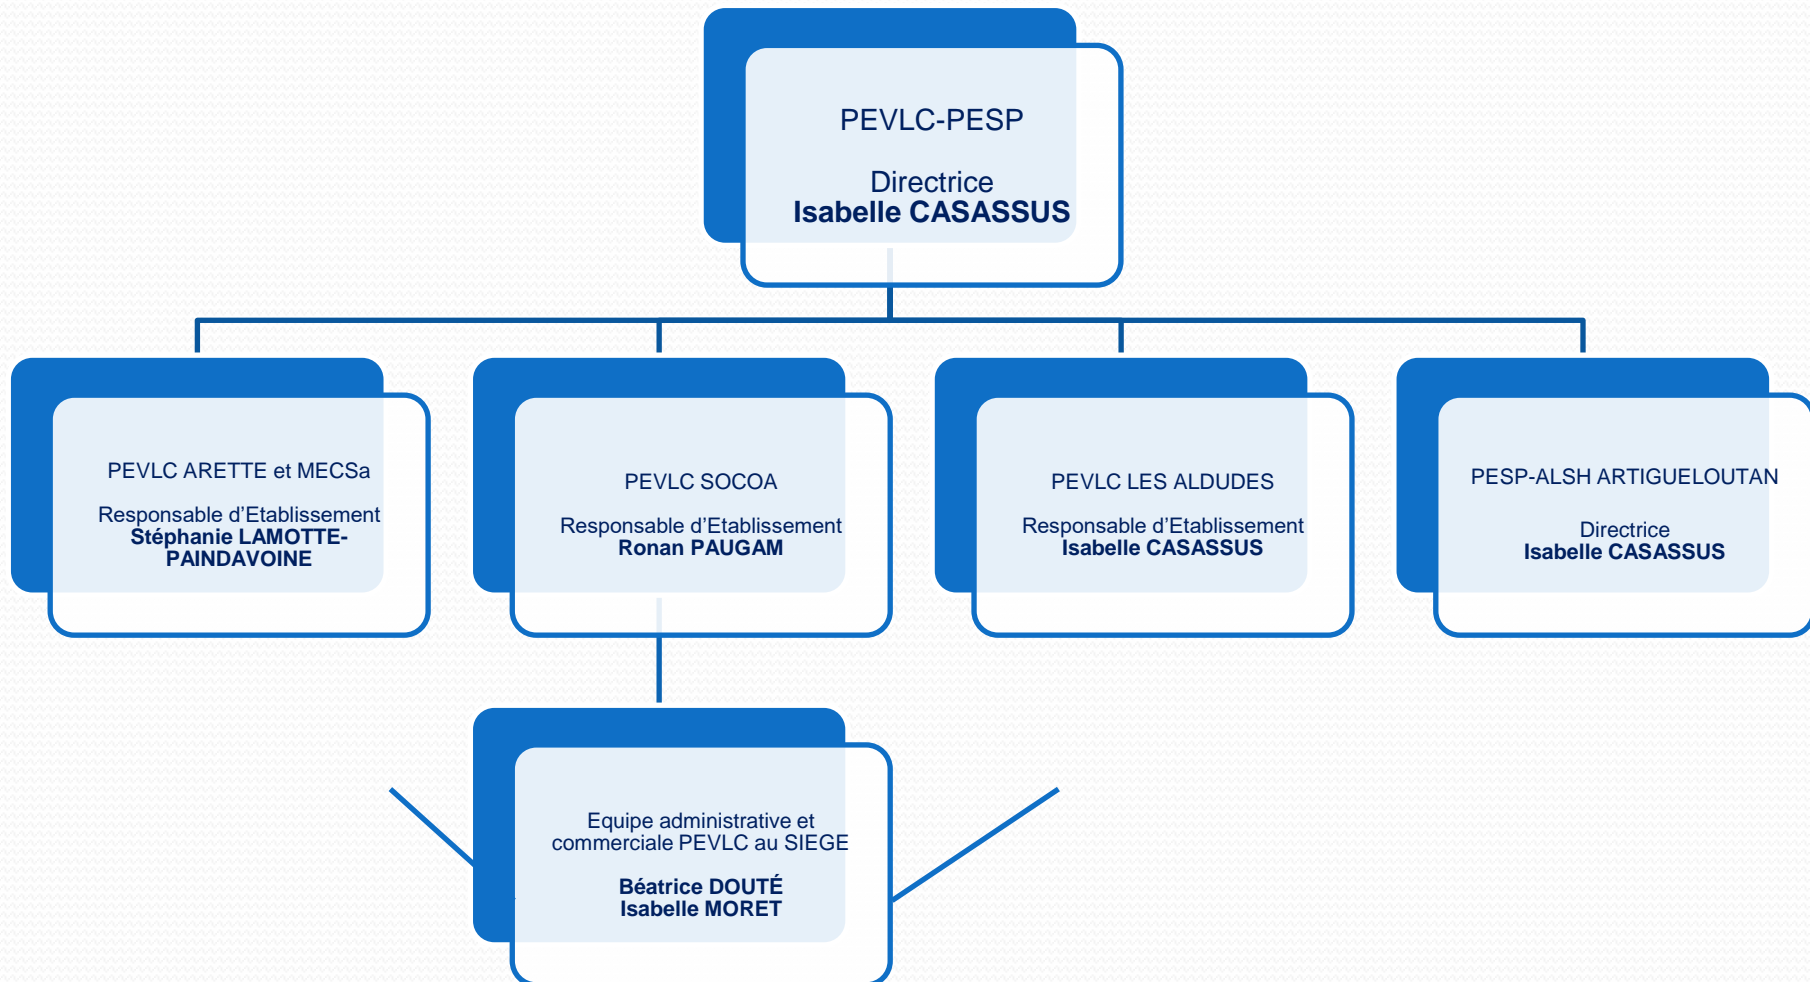 PEVLC-PESP
Directrice
Isabelle CASASSUS
PEVLC ARETTE et MECSa
Responsable d’Etablissement
Stéphanie LAMOTTE-
PAINDAVOINE
PEVLC SOCOA
Responsable d’Etablissement
Ronan PAUGAM
PEVLC LES ALDUDES
Responsable d’Etablissement
Isabelle CASASSUS
PESP-ALSH ARTIGUELOUTAN
Directrice
Isabelle CASASSUS
Equipe administrative et
commerciale PEVLC au SIEGE
Béatrice DOUTÉ
Isabelle MORET